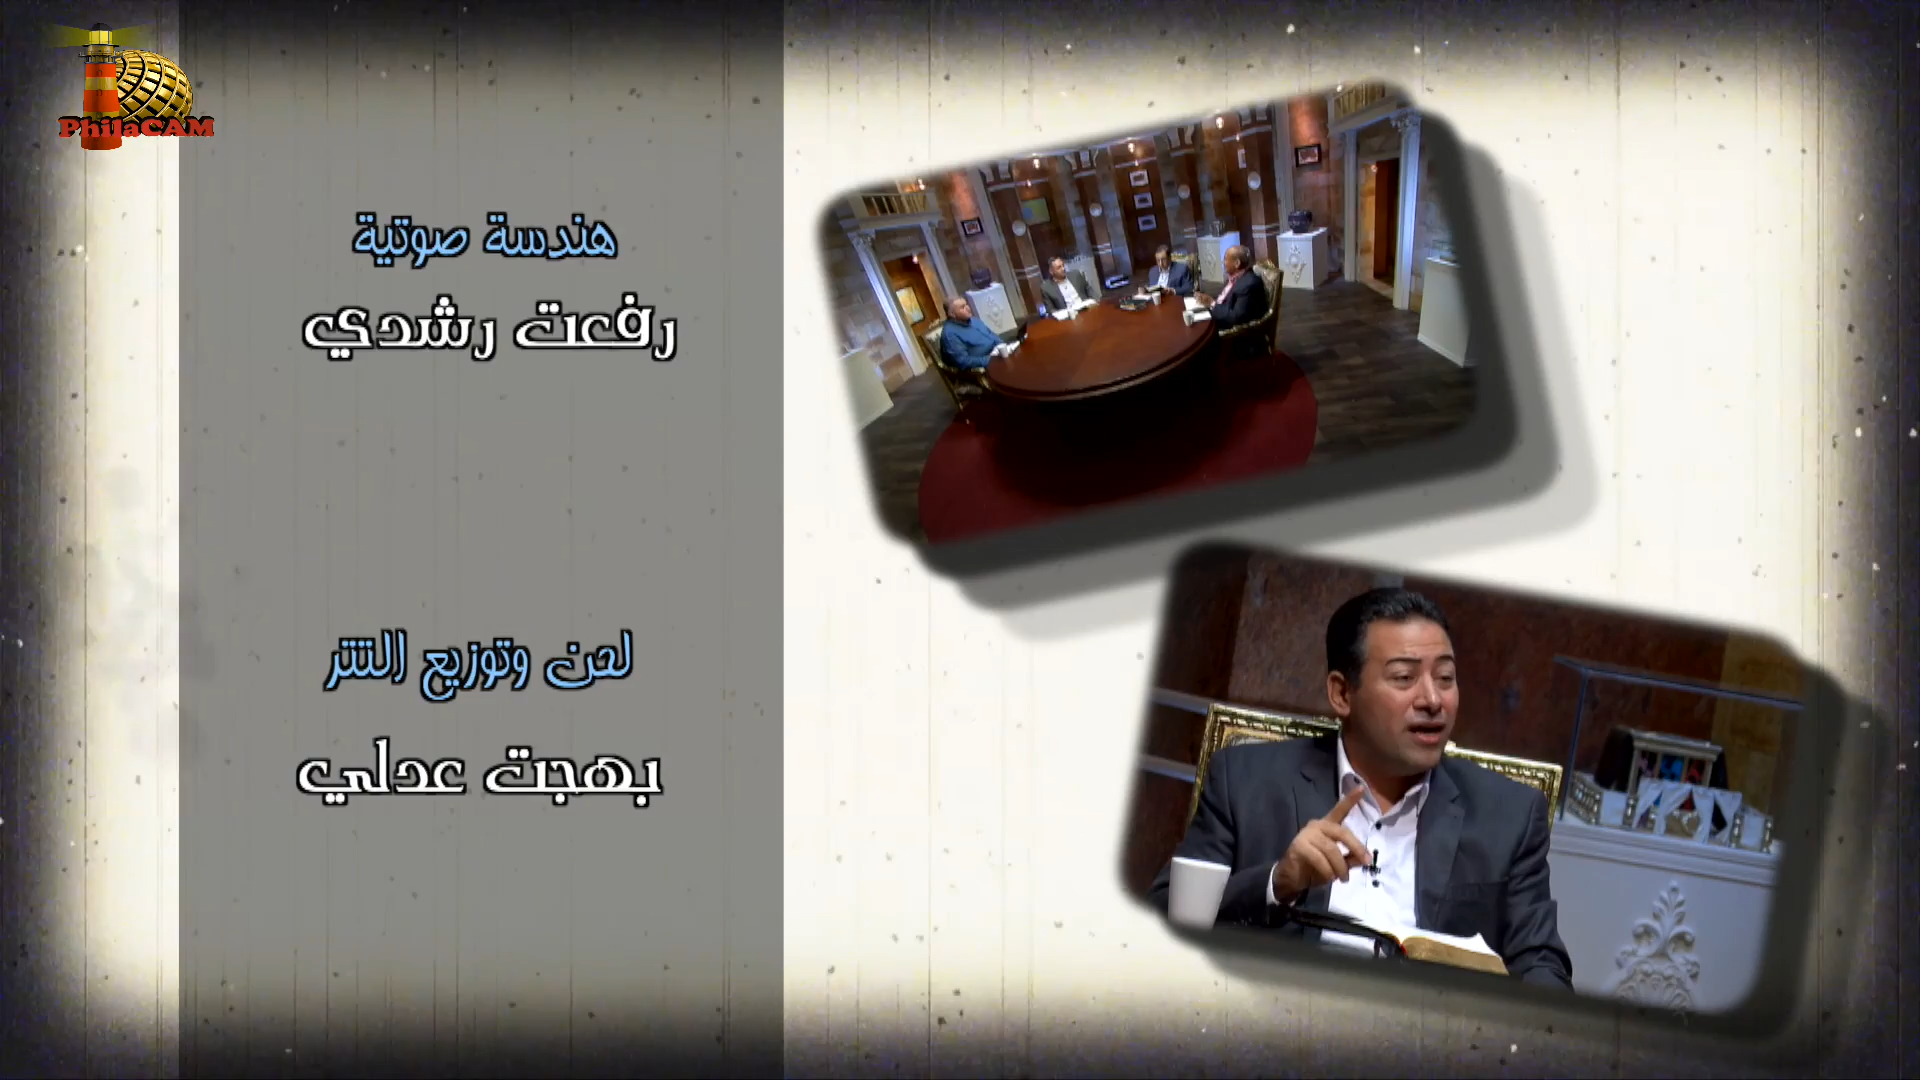 PhilaCAM
هندسة صوتية
رفعت رشدي
لحن وتوزيع التتر
بهجت عدلي